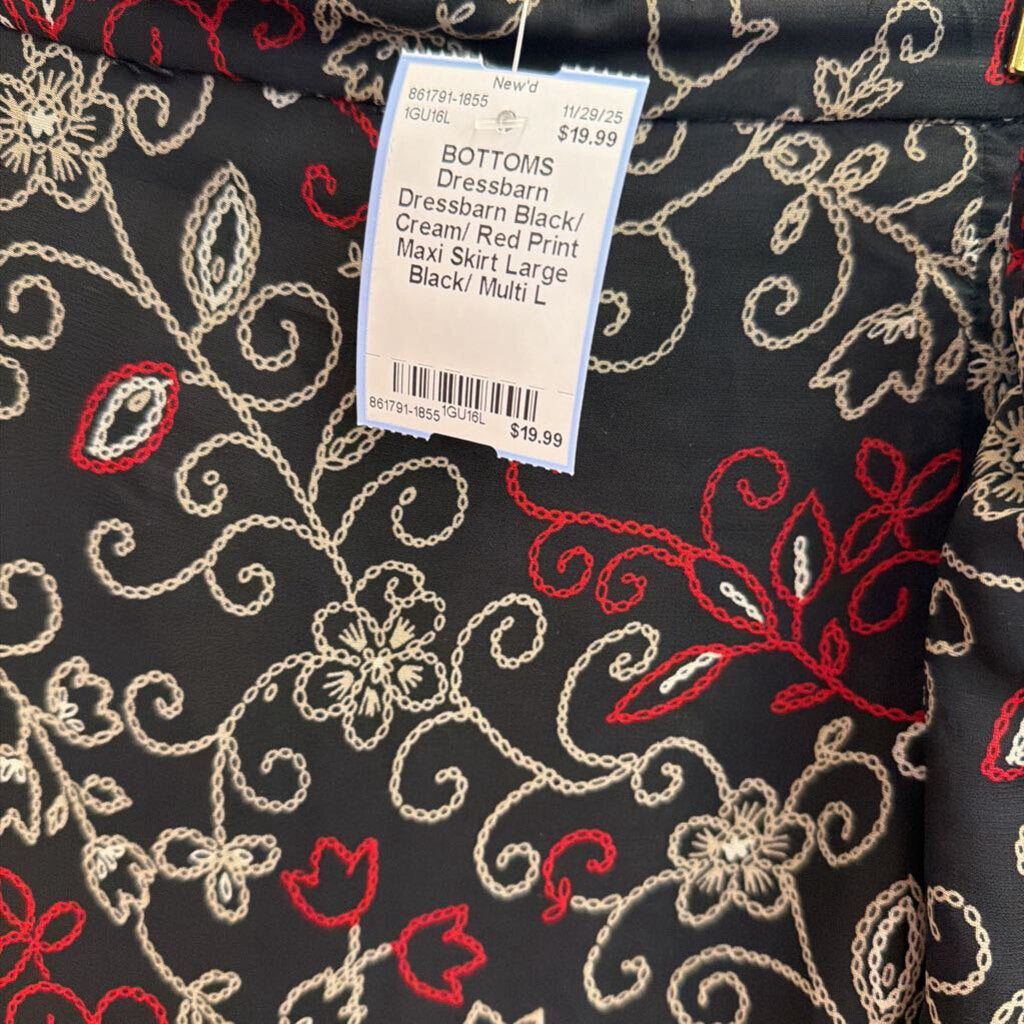 New'd
861791-1855 11/29/25
1GU16L $19.99
BOTTOMS
Dressbarn
Dressbarn Black/
Cream/ Red Print
Maxi Skirt Large
Black/ Multi L
861791-1855 1GU16L $19.99